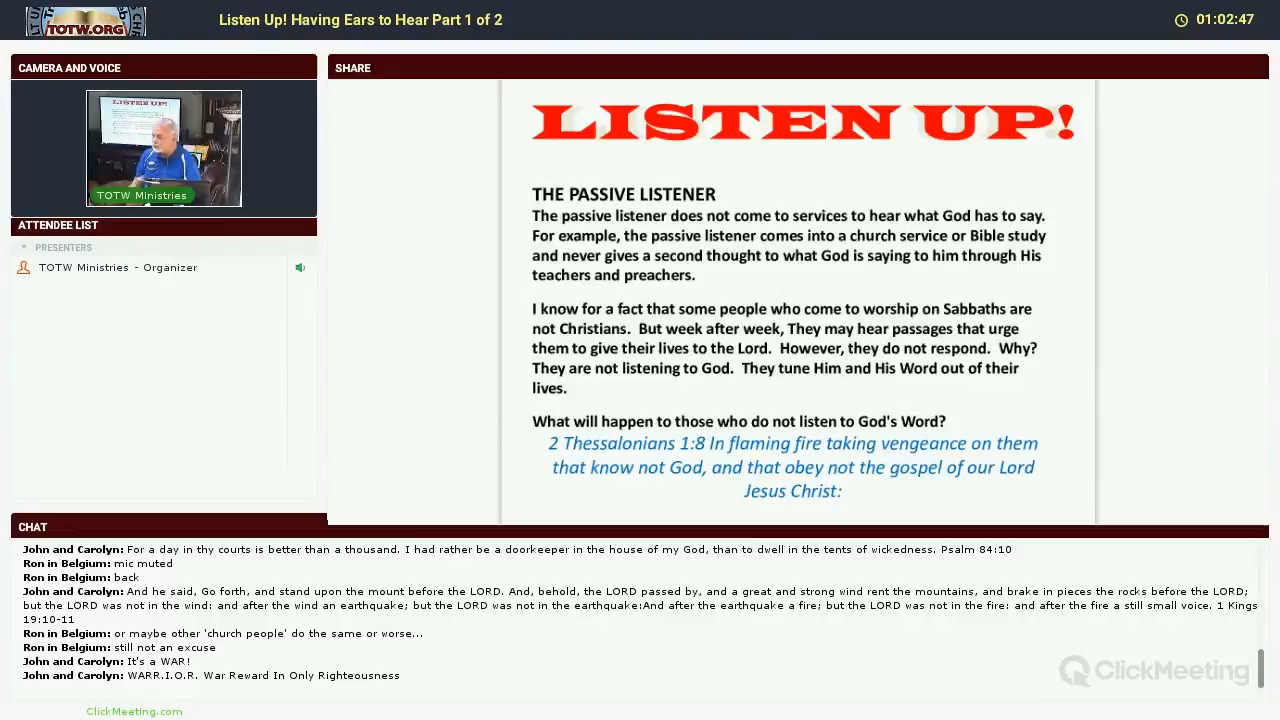 TOTW.ORG
Listen Up! Having Ears to Hear Part 1 of 2
01:02:47
CAMERA AND VOICE
LISTEN UP!
TOTW Ministries
ATTENDEE LIST
PRESENTERS
TOTW Ministries - Organizer
SHARE
LISTEN UP!
THE PASSIVE LISTENER
The passive listener does not come to services to hear what God has to say.
For example, the passive listener comes into a church service or Bible study
and never gives a second thought to what God is saying to him through His
teachers and preachers.
I know for a fact that some people who come to worship on Sabbaths are
not Christians.  But week after week, They may hear passages that urge
them to give their lives to the Lord.  However, they do not respond.  Why?
They are not listening to God.  They tune Him and His Word out of their
lives.
What will happen to those who do not listen to God's Word?
2 Thessalonians 1:8 In flaming fire taking vengeance on them
that know not God, and that obey not the gospel of our Lord
Jesus Christ:
CHAT
John and Carolyn: For a day in thy courts is better than a thousand. I had rather be a doorkeeper in the house of my God, than to dwell in the tents of wickedness. Psalm 84:10
Ron in Belgium: mic muted
Ron in Belgium: back
John and Carolyn: And he said, Go forth, and stand upon the mount before the LORD. And, behold, the LORD passed by, and a great and strong wind rent the mountains, and brake in pieces the rocks before the LORD;
but the LORD was not in the wind: and after the wind an earthquake; but the LORD was not in the earthquake:And after the earthquake a fire; but the LORD was not in the fire: and after the fire a still small voice. 1 Kings
19:10-11
Ron in Belgium: or maybe other 'church people' do the same or worse...
Ron in Belgium: still not an excuse
John and Carolyn: It's a WAR!
John and Carolyn: WARR.I.O.R. War Reward In Only Righteousness
ClickMeeting
ClickMeeting.com